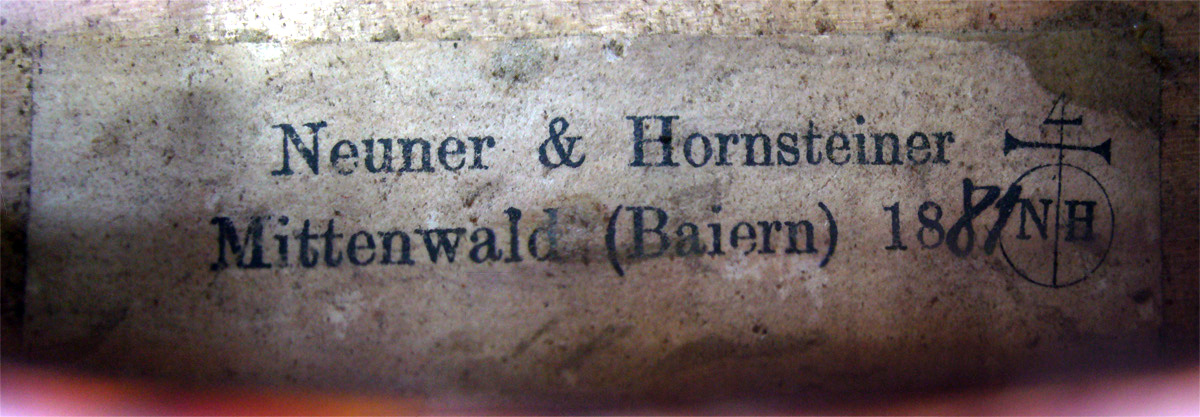 Neuner & Hornsteiner
Mittenwald (Baiern) 1881
NH